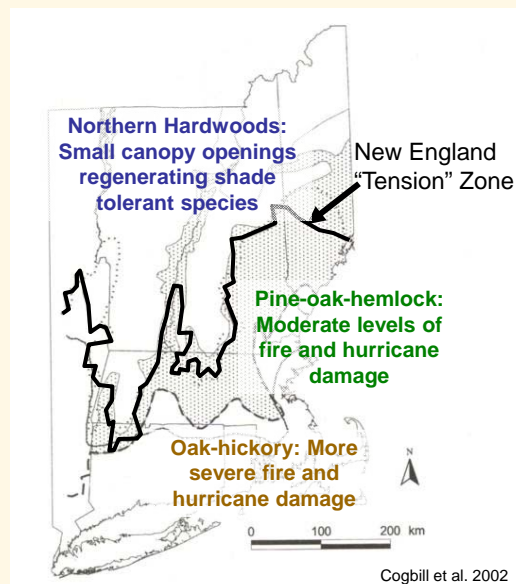 Northern Hardwoods:
Small canopy openings
regenerating shade
tolerant species
New England
“Tension” Zone
Pine-oak-hemlock:
Moderate levels of
fire and hurricane
damage
Oak-hickory: More
severe fire and
hurricane damage
N
0 100 200 km
Cogbill et al. 2002